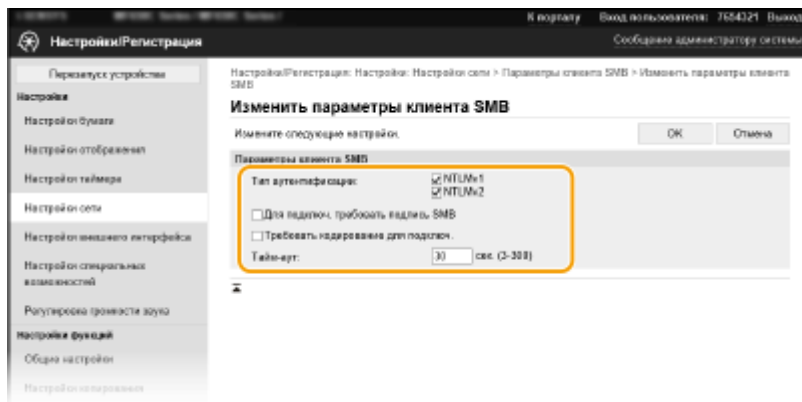 К порталу Вход пользователя: 7654321 Выход
Настройки/Регистрация
Сообщение администратору системы
Перезапуск устройства
Настройки
Настройки бумаги
Настройки отображения
Настройки таймера
Настройки сети
Настройки внешнего интерфейса
Настройки специальных
возможностей
Регулировка громкости звука
Настройки функций
Общие настройки
Настройки копирования
Настройки/Регистрация: Настройки: Настройки сети > Параметры клиента SMB > Изменить параметры клиента
SMB
Изменить параметры клиента SMB
Измените следующие настройки.
OK Отмена
Параметры клиента SMB
Тип аутентификации: NTLMv1
NTLMv2
Для подключ. требовать подпись SMB
Требовать кодирование для подключ.
Тайм-аут: 30 сек. (3-300)